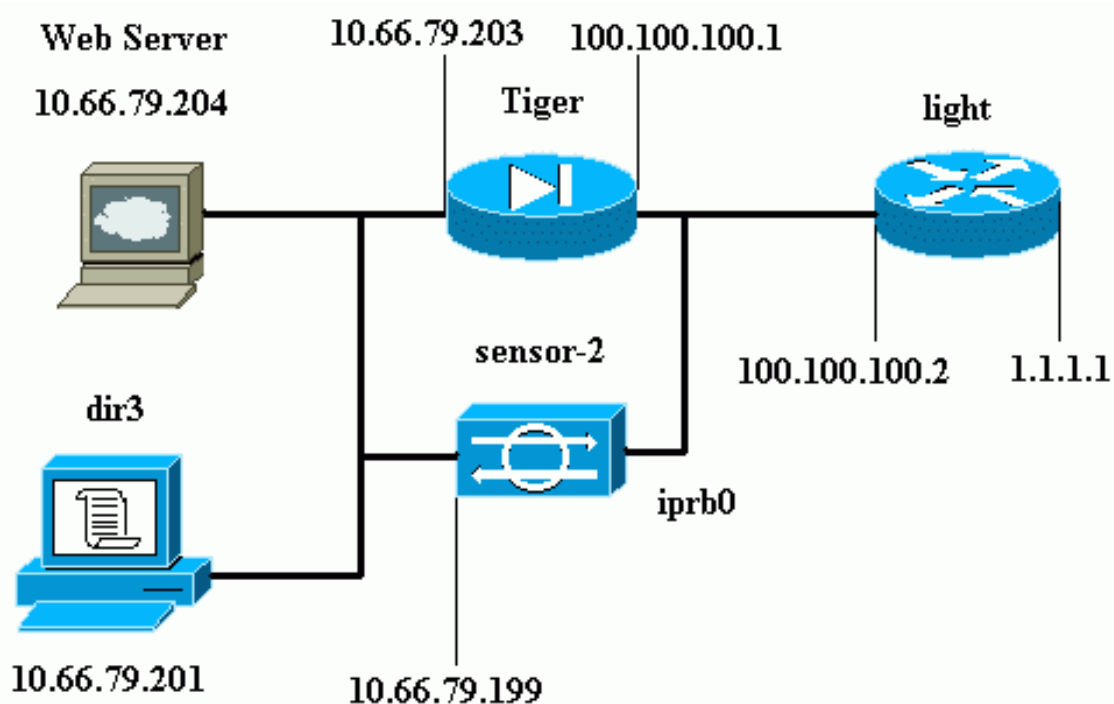 Web Server
10.66.79.204
10.66.79.203
100.100.100.1
Tiger
light
sensor-2
100.100.100.2
1.1.1.1
dir3
iprb0
10.66.79.201
10.66.79.199